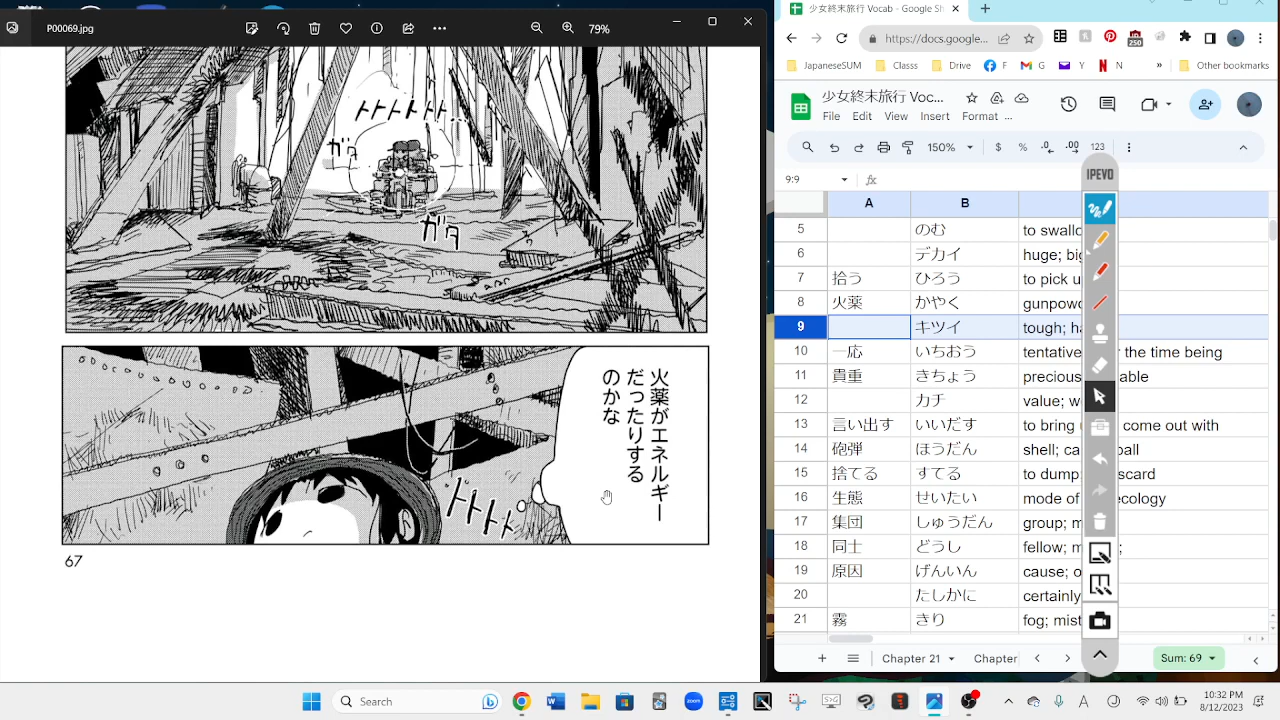 P00069.jpg
79%
トトトトト…
ガタ
ガタ
火薬がエネルギー
だったりする
のかな
トトトト
67
少女終末旅行 Vocab - Google Sh
https://docs.google....
250
JapaneseSUM
Classs
Drive
F
G
Y
N
»
Other bookmarks
少女終末旅行 Voc...
File Edit View Insert Format ...
150%
$ % .0 .00 123
IPEVO
9:9
fx
A B
5 のむ to swallo
6 デカイ huge; big
7 拾う ひろう to pick u
8 火薬 かやく gunpowd
9 キツイ tough; ha
10 一応 いちおう tentative the time being
11 貴重 きちょう precious able
12 カチ value; w
13 言い出す いいだす to bring come out with
14 砲弾 ほうだん shell; ca ball
15 捨てる すてる to dump scard
16 生態 せいたい mode of ecology
17 集団 しゅうだん group; m
18 同士 どうし fellow; m ;
19 原因 げんいん cause; o
20 たしかに certainly
21 霧 きり fog; mist
Chapter 21
Chapter
Sum:
Search
zoom
A
10:32 PM
8/12/2023